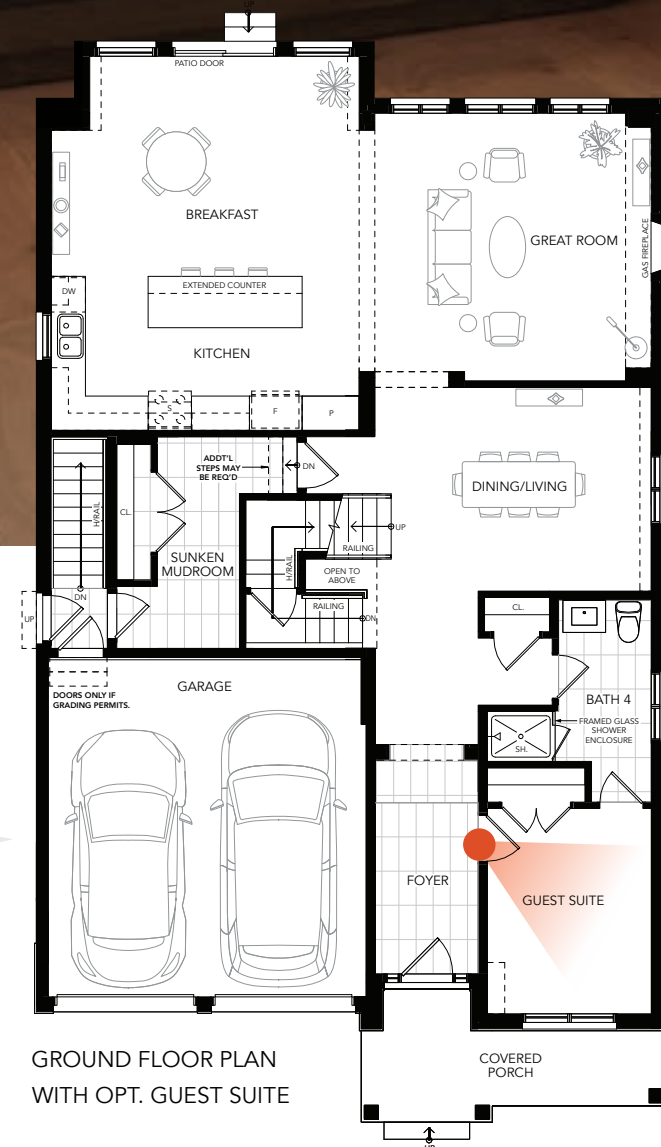 UP
PATIO DOOR
BREAKFAST
GREAT ROOM
GAS FIREPLACE
EXTENDED COUNTER
DW
KITCHEN
S
F
P
ADDT'L
STEPS MAY
BE REQ'D
DN
DINING/LIVING
H/RAIL
CL.
UP
RAILING
SUNKEN
MUDROOM
H/RAIL
OPEN TO
ABOVE
DN
UP
RAILING
DN
CL.
GARAGE
DOORS ONLY IF
GRADING PERMITS.
BATH 4
FRAMED GLASS
SHOWER
ENCLOSURE
SH.
FOYER
GUEST SUITE
COVERED
PORCH
UP
GROUND FLOOR PLAN
WITH OPT. GUEST SUITE